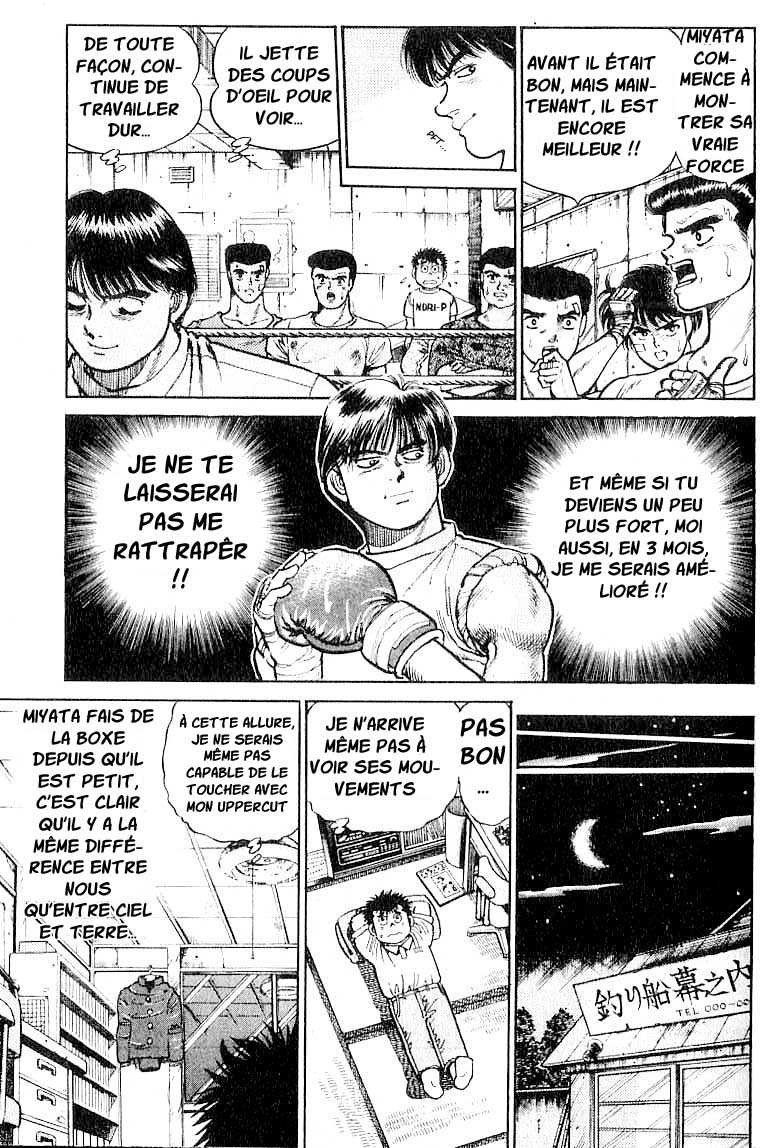 MIYATA
COM-
MENCE À
MON-
TRER SA
VRAIE
FORCE
AVANT IL ÉTAIT
BON, MAIS MAIN-
TENANT, IL EST
ENCORE
MEILLEUR !!
IL JETTE
DES COUPS
D'OEIL POUR
VOIR...
DE TOUTE
FAÇON, CON-
TINUE DE
TRAVAILLER
DUR...
NORI-P
ET MÊME SI TU
DEVIENS UN PEU
PLUS FORT, MOI
AUSSI, EN 3 MOIS,
JE ME SERAIS AMÉ-
LIORÉ !!
JE NE TE
LAISSERAI
PAS ME
RATTRAPÊR
!!
釣り船 幕之内
TEL 000-00
PAS
BON
...
JE N'ARRIVE
MÊME PAS À
VOIR SES MOU-
VEMENTS
À CETTE ALLURE,
JE NE SERAIS
MÊME PAS
CAPABLE DE LE
TOUCHER AVEC
MON UPPERCUT
MIYATA FAIS DE
LA BOXE
DEPUIS QU'IL
EST PETIT,
C'EST CLAIR
QU'IL Y A LA
MÊME DIFFÉ-
RENCE ENTRE
NOUS
QU'ENTRE CIEL
ET TERRE...